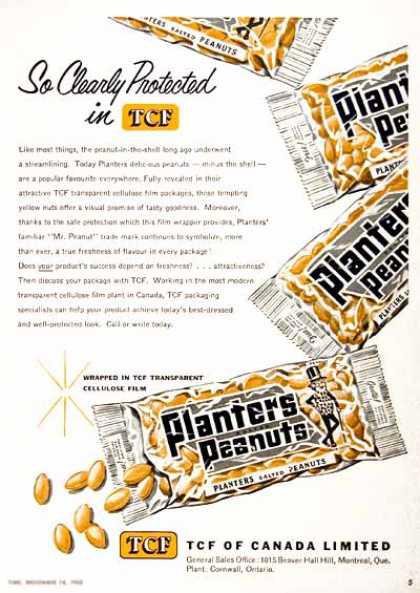 PLANTERS SALTED PEANUTS
So Clearly Protected
in TCF
Planters
Peanuts
Like most things, the peanut-in-the-shell long ago underwent
a streamlining. Today Planters delicious peanuts — minus the shell —
are a popular favourite everywhere. Fully revealed in their
attractive TCF transparent cellulose film packages, those tempting
yellow nuts offer a visual promise of tasty goodness. Moreover,
thanks to the safe protection which this film wrapper provides, Planters'
familiar "Mr. Peanut" trade mark continues to symbolize, more
than ever, a true freshness of flavour in every package!
Does your product's success depend on freshness? . . . attractiveness?
Then discuss your package with TCF. Working in the most modern
transparent cellulose film plant in Canada, TCF packaging
specialists can help your product achieve today's best-dressed
and well-protected look. Call or write today.
Planters
Peanuts
PLANTERS
WRAPPED IN TCF TRANSPARENT
CELLULOSE FILM
Planters
Peanuts
PLANTERS SALTED PEANUTS
TCF
TCF OF CANADA LIMITED
General Sales Office: 1015 Beaver Hall Hill, Montreal, Que.
Plant: Cornwall, Ontario.
TIME, NOVEMBER
5